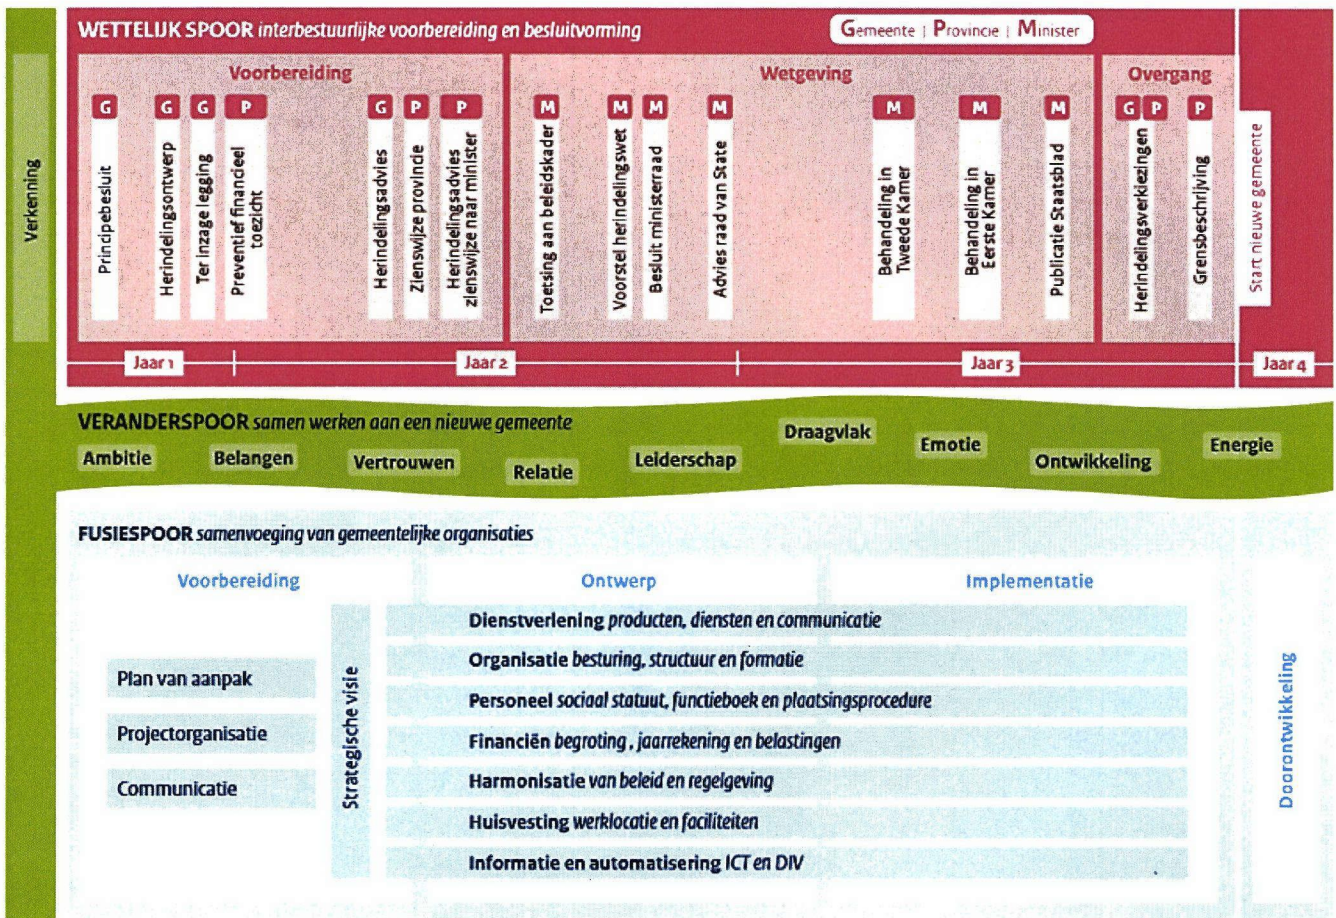 WETTELIJK SPOOR interbestuurlijke voorbereiding en besluitvorming
Gemeente | Provincie | Minister
Verkenning
Voorbereiding
Wetgeving
Overgang
G
G
G
P
G
P
P
M
M
M
M
M
M
M
G
P
P
Principebesluit
Herindelingsontwerp
Ter inzage legging
Preventief financieel
toezicht
Herindelingsadvies
Zienswijze provincie
Herindelingsadvies
zienswijze naar minister
Toetsing aan beleidskader
Voorstel herindelingswet
Besluit ministerraad
Advies raad van State
Behandeling in
Tweede Kamer
Behandeling in
Eerste Kamer
Publicatie Staatsblad
Herindelingsverkiezingen
Grensbeschrijving
Start nieuwe gemeente
Jaar 1
Jaar 2
Jaar 3
Jaar 4
VERANDERSPOOR samen werken aan een nieuwe gemeente
Ambitie
Belangen
Vertrouwen
Relatie
Leiderschap
Draagvlak
Emotie
Ontwikkeling
Energie
FUSIESPOOR samenvoeging van gemeentelijke organisaties
Voorbereiding
Ontwerp
Implementatie
Plan van aanpak
Projectorganisatie
Communicatie
Strategische visie
Dienstverlening producten, diensten en communicatie
Organisatie besturing, structuur en formatie
Personeel sociaal statuut, functieboek en plaatsingsprocedure
Financiën begroting, jaarrekening en belastingen
Harmonisatie van beleid en regelgeving
Huisvesting werklocatie en faciliteiten
Informatie en automatisering ICT en DIV
Doorontwikkeling